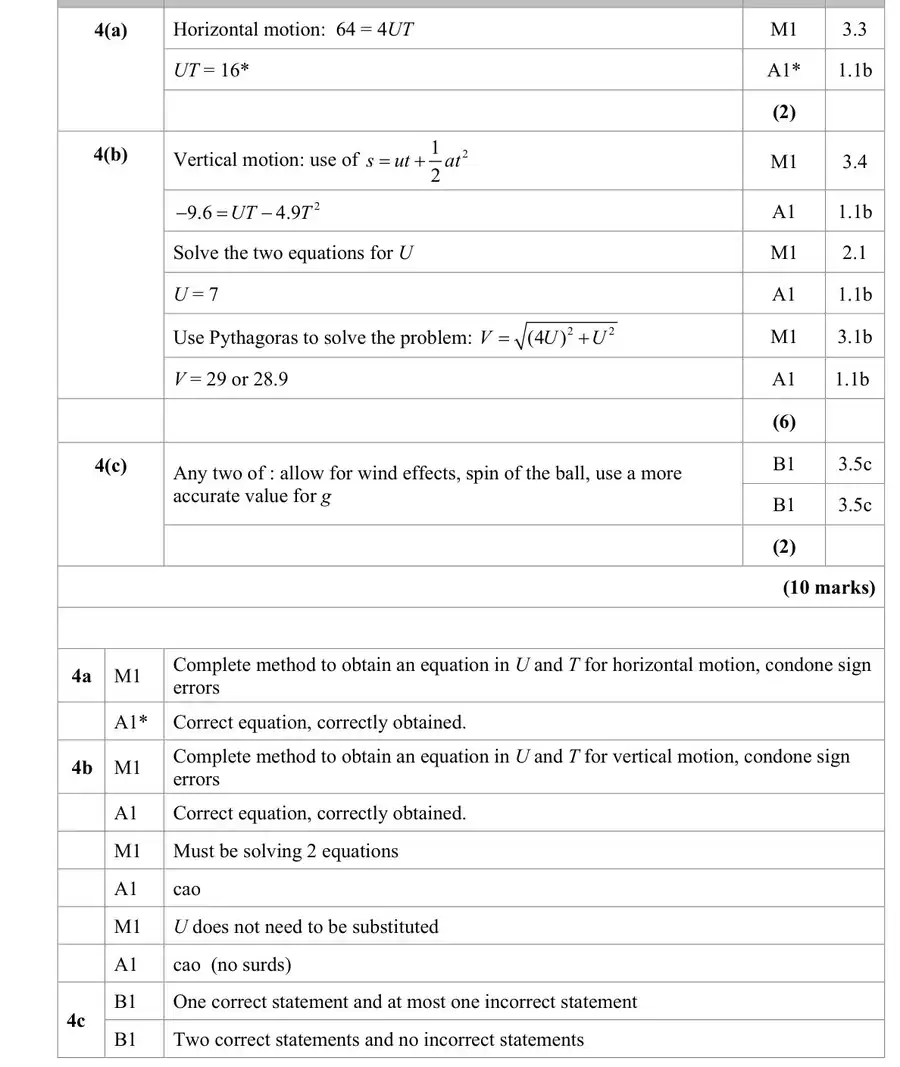 4(a) Horizontal motion: 64 = 4UT M1 3.3
UT = 16* A1* 1.1b
(2)
4(b) Vertical motion: use of s = ut + 1/2 at² M1 3.4
−9.6 = UT − 4.9T² A1 1.1b
Solve the two equations for U M1 2.1
U = 7 A1 1.1b
Use Pythagoras to solve the problem: V = √((4U)² + U²) M1 3.1b
V = 29 or 28.9 A1 1.1b
(6)
4(c) Any two of : allow for wind effects, spin of the ball, use a more
accurate value for g
B1 3.5c
B1 3.5c
(2)
(10 marks)
4a M1 Complete method to obtain an equation in U and T for horizontal motion, condone sign
errors
A1* Correct equation, correctly obtained.
4b M1 Complete method to obtain an equation in U and T for vertical motion, condone sign
errors
A1 Correct equation, correctly obtained.
M1 Must be solving 2 equations
A1 cao
M1 U does not need to be substituted
A1 cao (no surds)
4c B1 One correct statement and at most one incorrect statement
B1 Two correct statements and no incorrect statements